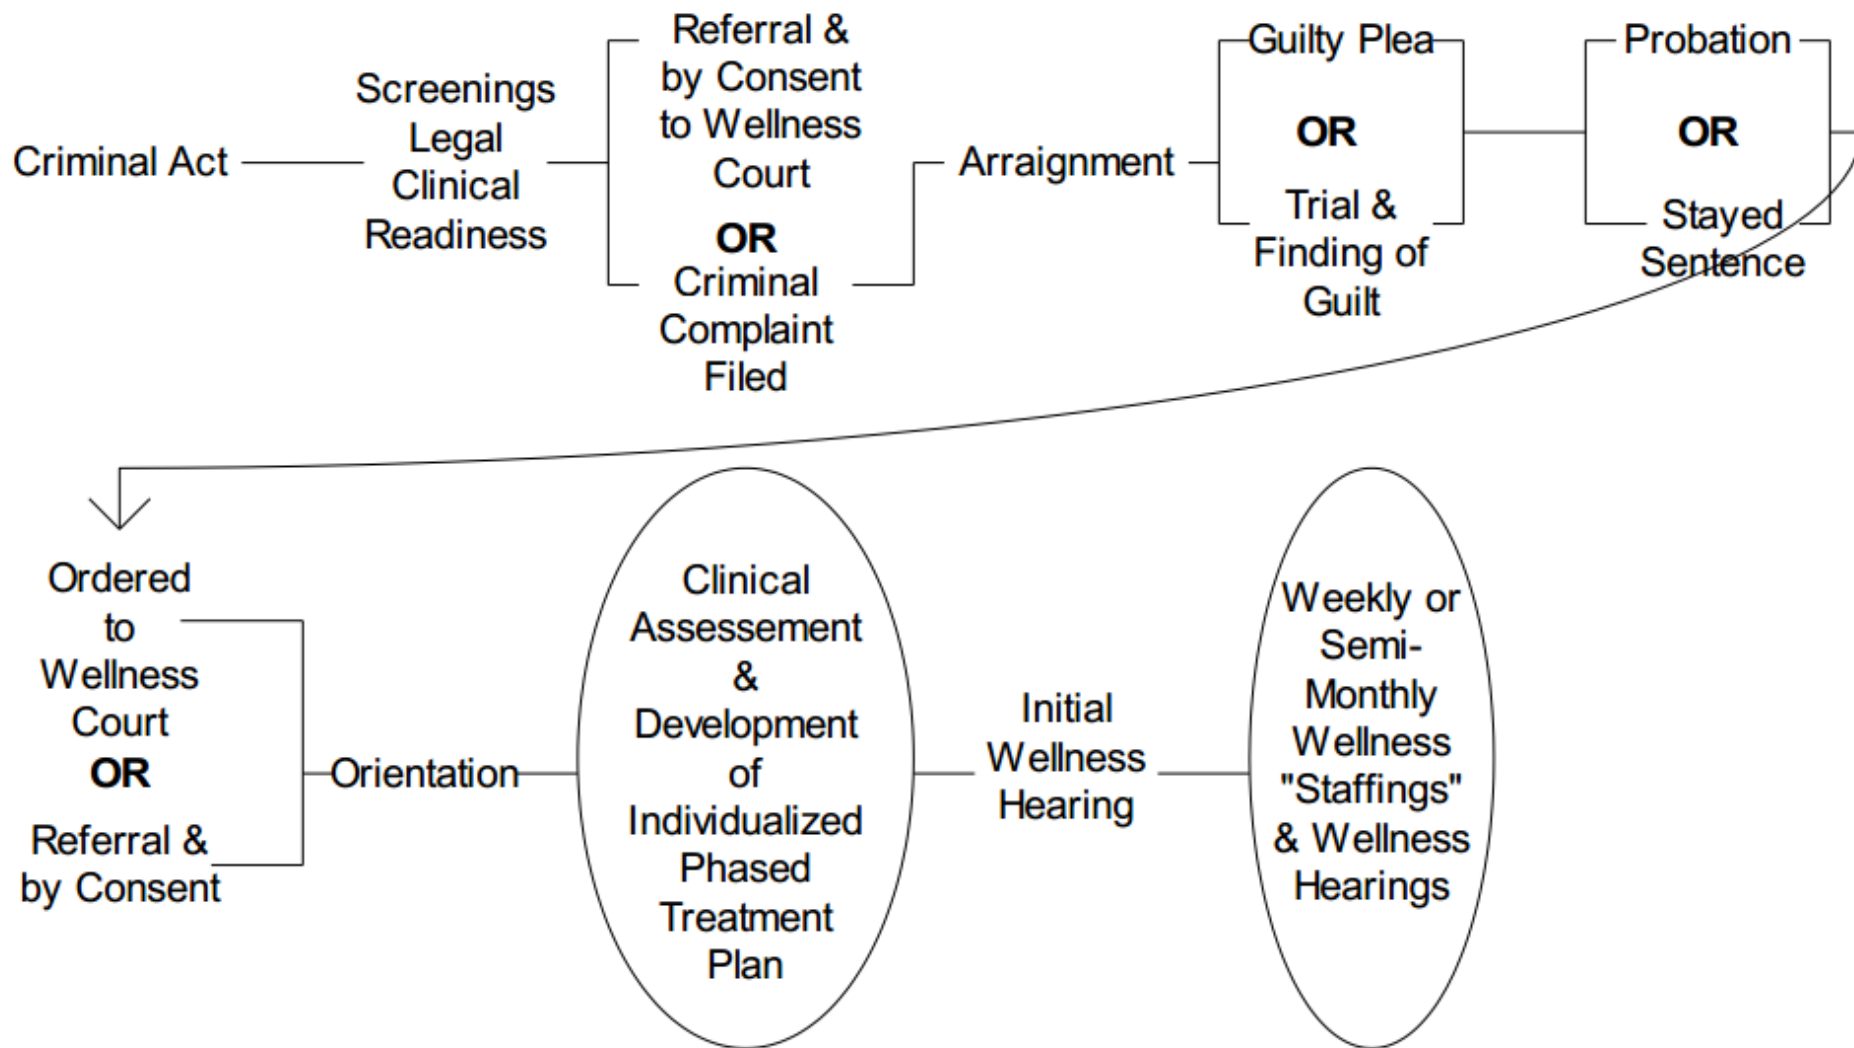 Criminal Act
Screenings
Legal
Clinical
Readiness
Referral &
by Consent
to Wellness
Court
OR
Criminal
Complaint
Filed
Arraignment
Guilty Plea
OR
Trial &
Finding of
Guilt
Probation
OR
Stayed
Sentence
Ordered
to
Wellness
Court
OR
Referral &
by Consent
Orientation
Clinical
Assessement
&
Development
of
Individualized
Phased
Treatment
Plan
Initial
Wellness
Hearing
Weekly or
Semi-
Monthly
Wellness
"Staffings"
& Wellness
Hearings